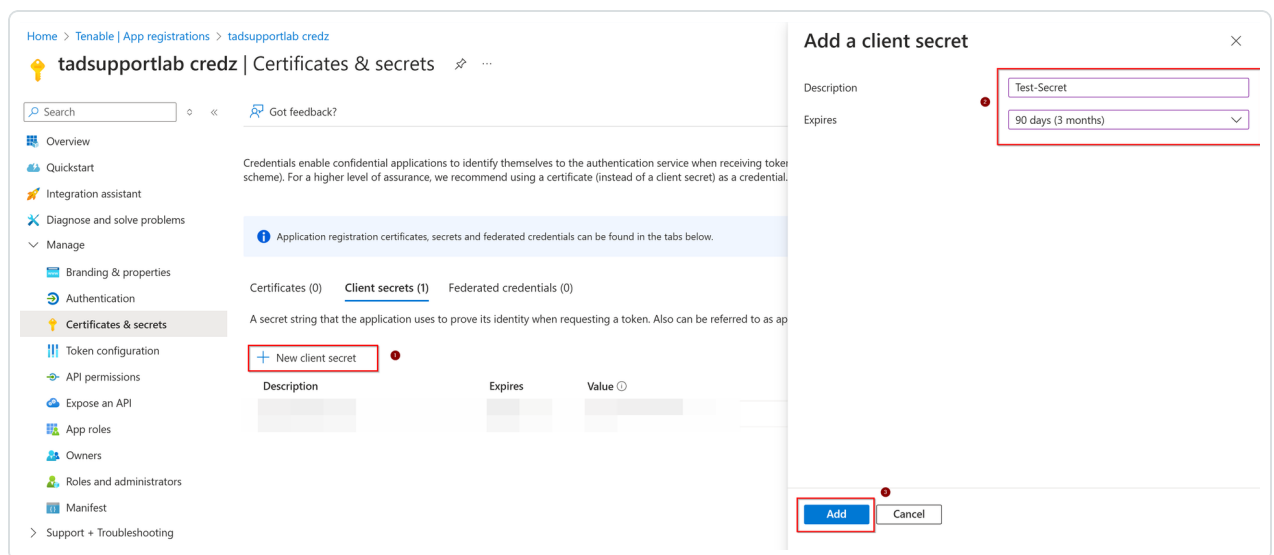 Home > Tenable | App registrations > tadsupportlab credz
tadsupportlab credz | Certificates & secrets
Search
Overview
Quickstart
Integration assistant
Diagnose and solve problems
Manage
Branding & properties
Authentication
Certificates & secrets
Token configuration
API permissions
Expose an API
App roles
Owners
Roles and administrators
Manifest
Support + Troubleshooting
Got feedback?
Credentials enable confidential applications to identify themselves to the authentication service when receiving toke
scheme). For a higher level of assurance, we recommend using a certificate (instead of a client secret) as a credential.
Application registration certificates, secrets and federated credentials can be found in the tabs below.
Certificates (0) Client secrets (1) Federated credentials (0)
A secret string that the application uses to prove its identity when requesting a token. Also can be referred to as ap
New client secret 1
Description Expires Value
Add a client secret
Description Test-Secret
2
Expires 90 days (3 months)
3
Add Cancel